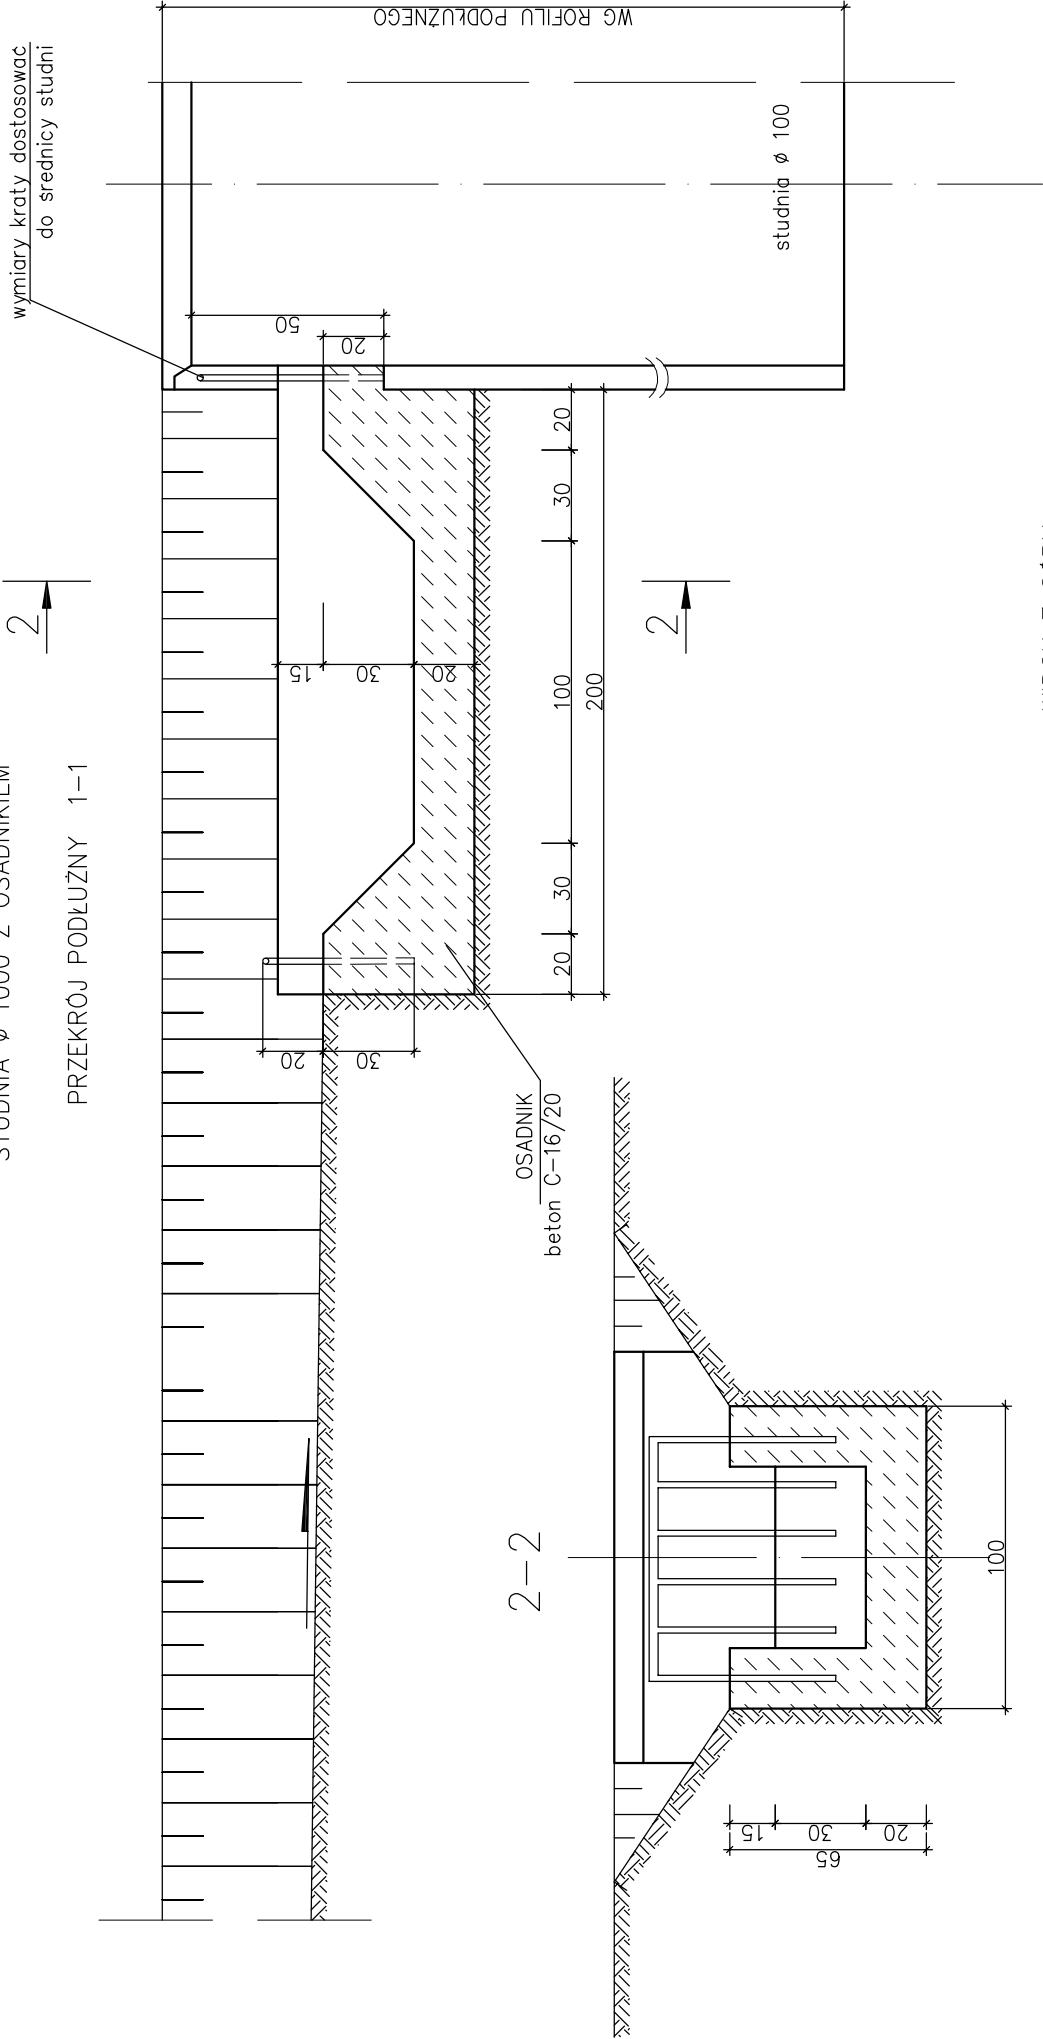 STUDNIA ø 1000 Z OSADNIKIEM
PRZEKRÓJ PODŁUŻNY 1-1
wymiary kraty dostosować
do średnicy studni
WG ROFILU PODŁUŻNEGO
studnia ø 100
2
2
50
20
15
30
20
20
30
20
30
100
30
20
200
OSADNIK
beton C-16/20
2-2
15
30
20
65
100